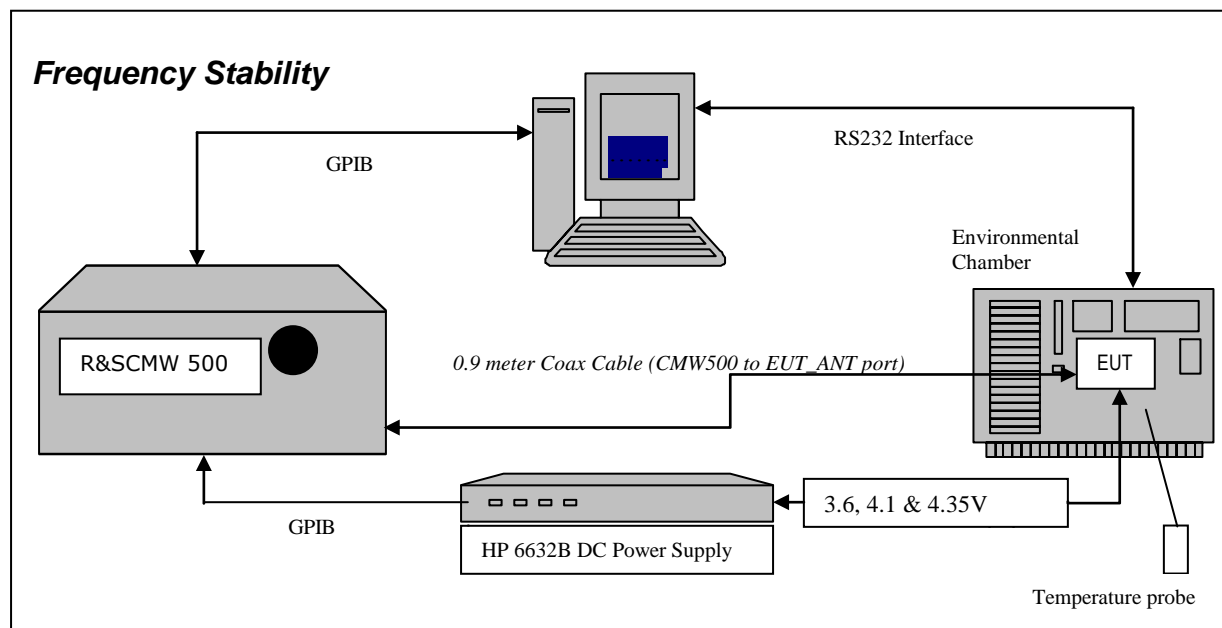 Frequency Stability
RS232 Interface
GPIB
Environmental
Chamber
R&SCMW 500
0.9 meter Coax Cable (CMW500 to EUT_ANT port)
EUT
3.6, 4.1 & 4.35V
GPIB
HP 6632B DC Power Supply
Temperature probe